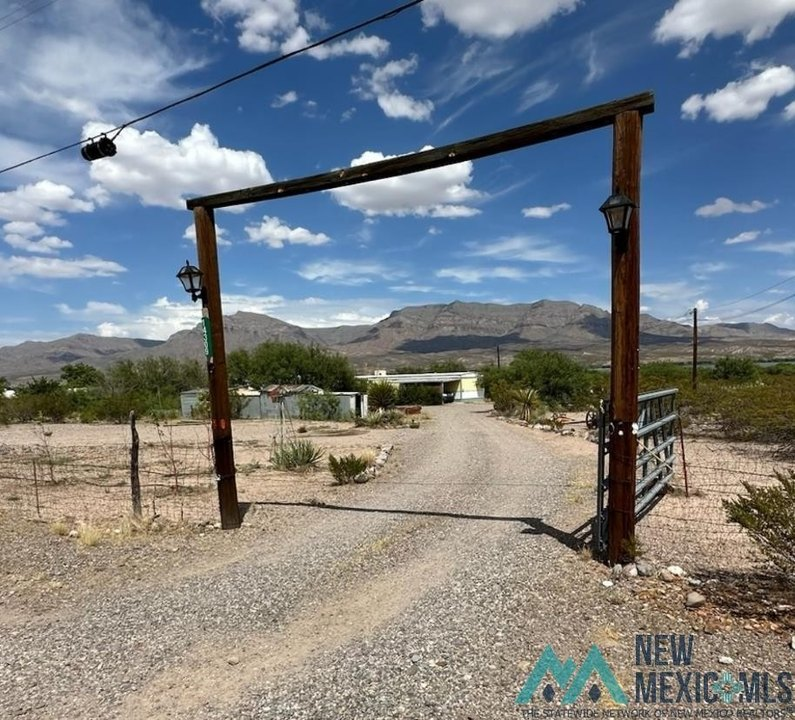 NEW
MEXICO MLS
THE STATEWIDE NETWORK OF NEW MEXICO REALTORS®